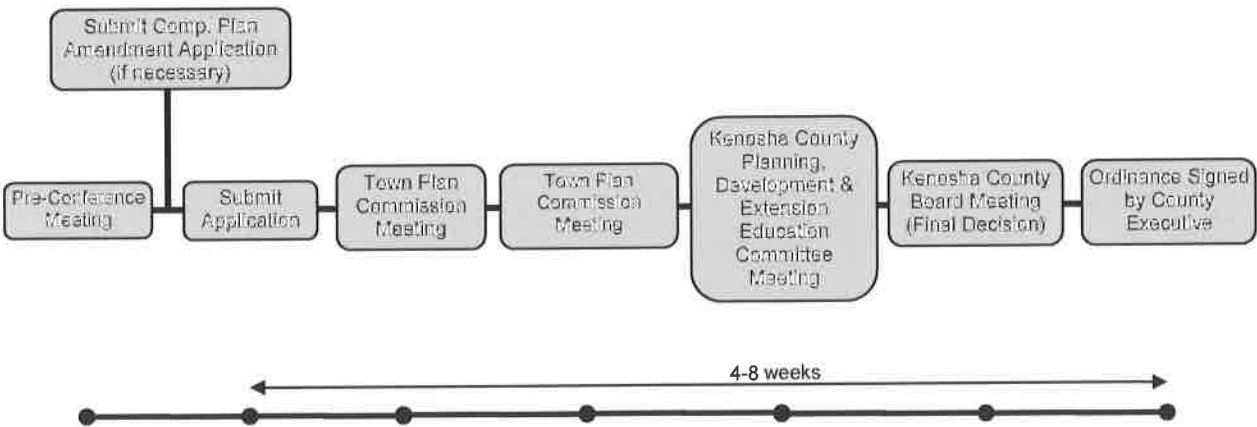 Submit Comp. Plan
Amendment Application
(if necessary)
Pre-Conference
Meeting
Submit
Application
Town Plan
Commission
Meeting
Town Plan
Commission
Meeting
Kenosha County
Planning,
Development &
Extension
Education
Committee
Meeting
Kenosha County
Board Meeting
(Final Decision)
Ordinance Signed
by County
Executive
4-8 weeks